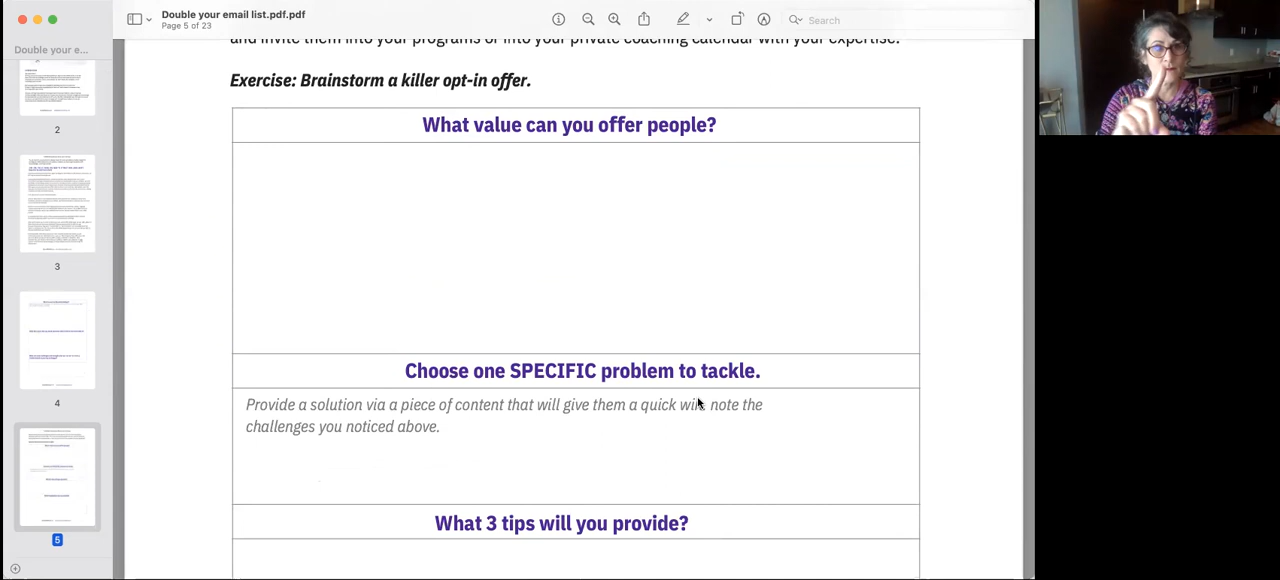 Double your email list.pdf.pdf
Page 5 of 23
Search
Double your e...
2
3
4
5
and invite them into your programs or into your private coaching calendar with your expertise.
Exercise: Brainstorm a killer opt-in offer.
What value can you offer people?
Choose one SPECIFIC problem to tackle.
Provide a solution via a piece of content that will give them a quick win, note the
challenges you noticed above.
What 3 tips will you provide?